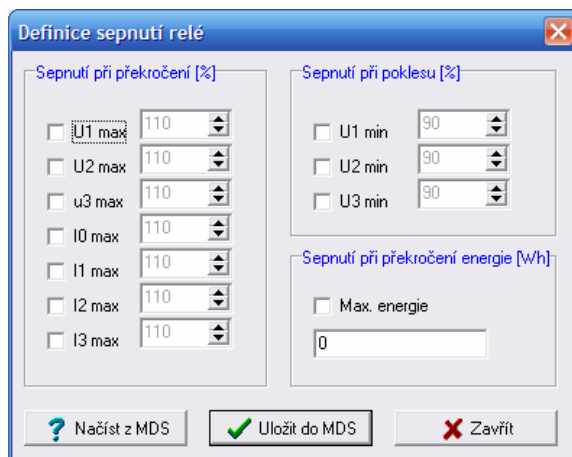 Definice sepnutí relé
Sepnutí při překročení [%]
U1 max 110
U2 max 110
u3 max 110
I0 max 110
I1 max 110
I2 max 110
I3 max 110
Sepnutí při poklesu [%]
U1 min 90
U2 min 90
U3 min 90
Sepnutí při překročení energie [Wh]
Max. energie
0
Načíst z MDS
Uložit do MDS
Zavřít